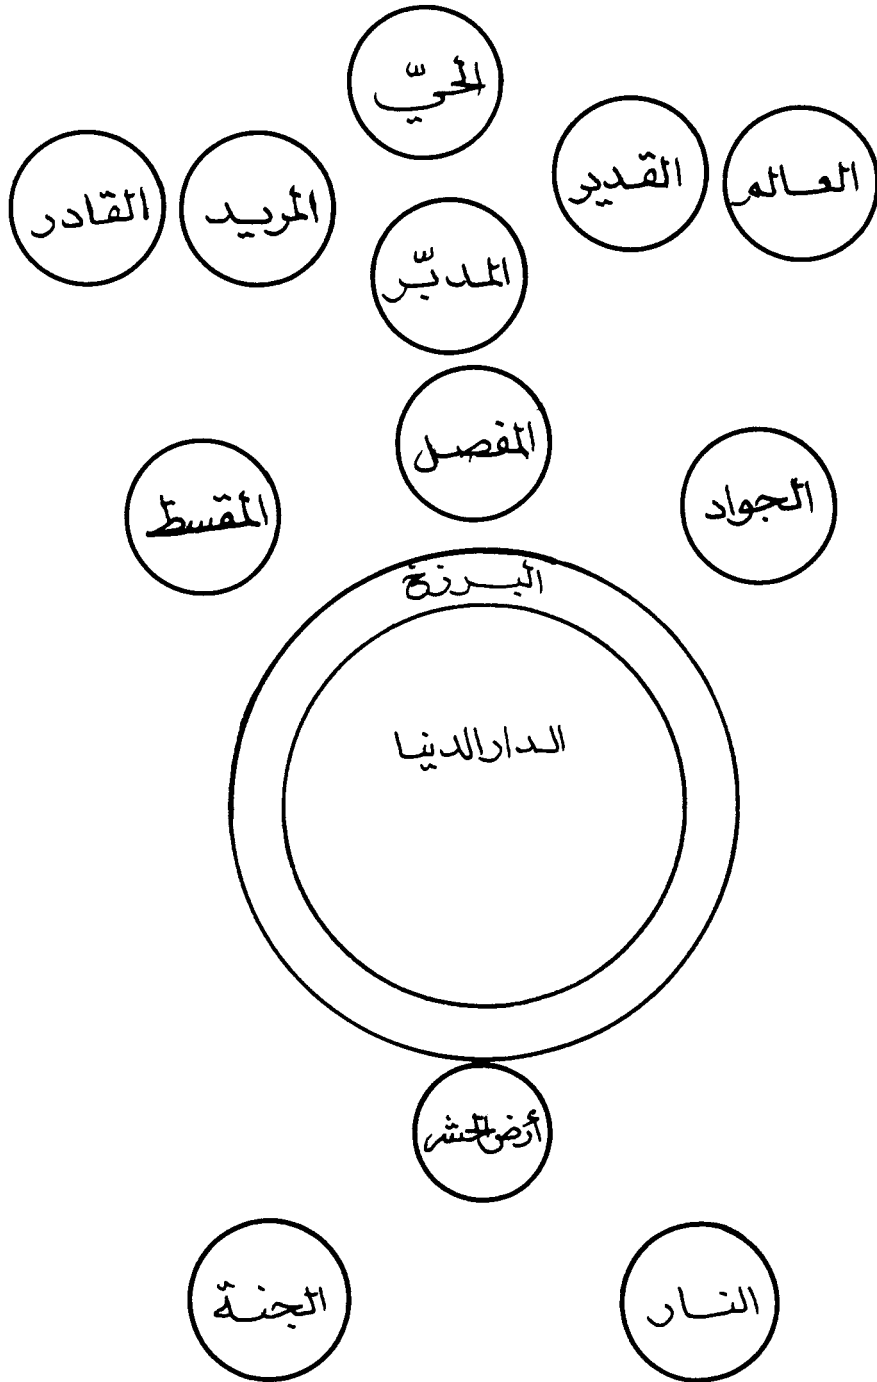 الحيّ
العالم
القدير
المريد
القادر
المدبّر
المفصل
الجواد
المقسط
البرزخ
الدار الدنيا
أرض الحشر
النار
الجنة